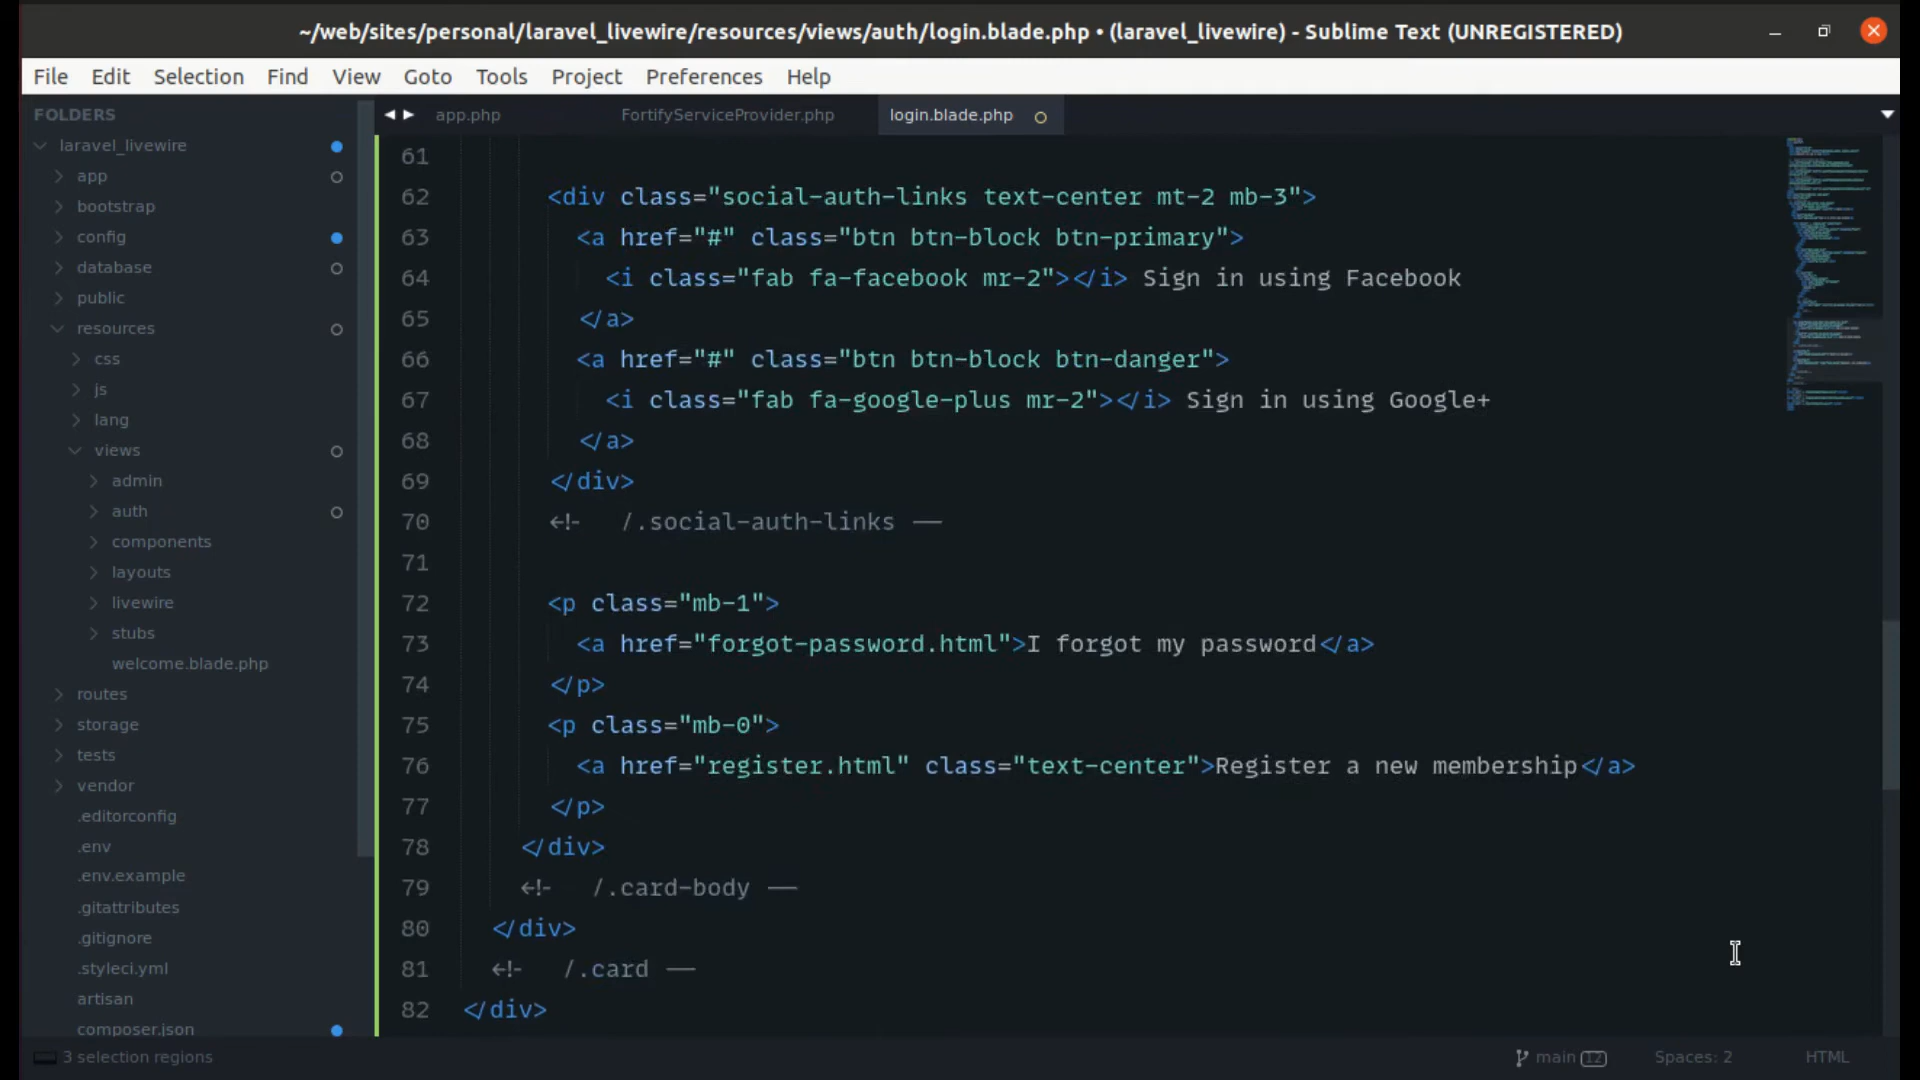 ~/web/sites/personal/laravel_livewire/resources/views/auth/login.blade.php • (laravel_livewire) - Sublime Text (UNREGISTERED)
File Edit Selection Find View Goto Tools Project Preferences Help
FOLDERS
laravel_livewire
app
bootstrap
config
database
public
resources
css
js
lang
views
admin
auth
components
layouts
livewire
stubs
welcome.blade.php
routes
storage
tests
vendor
.editorconfig
.env
.env.example
.gitattributes
.gitignore
.styleci.yml
artisan
composer.json
app.php FortifyServiceProvider.php login.blade.php
61
62 <div class="social-auth-links text-center mt-2 mb-3">
63 <a href="#" class="btn btn-block btn-primary">
64 <i class="fab fa-facebook mr-2"></i> Sign in using Facebook
65 </a>
66 <a href="#" class="btn btn-block btn-danger">
67 <i class="fab fa-google-plus mr-2"></i> Sign in using Google+
68 </a>
69 </div>
70 <!-- /.social-auth-links -->
71
72 <p class="mb-1">
73 <a href="forgot-password.html">I forgot my password</a>
74 </p>
75 <p class="mb-0">
76 <a href="register.html" class="text-center">Register a new membership</a>
77 </p>
78 </div>
79 <!-- /.card-body -->
80 </div>
81 <!-- /.card -->
82 </div>
3 selection regions main 12 Spaces: 2 HTML